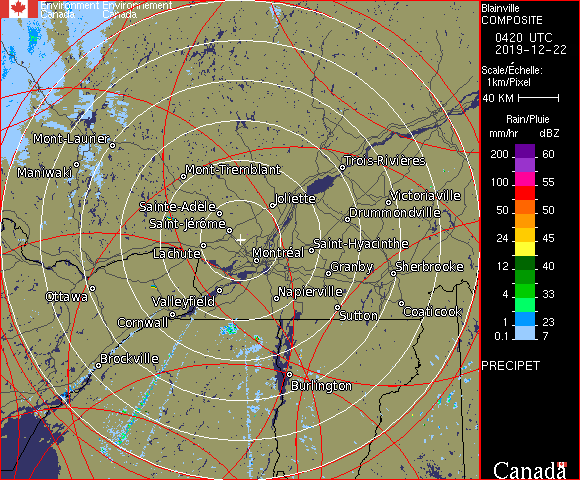 Environment Environnement
Canada Canada
Blainville
COMPOSITE
0420 UTC
2019-12-22
Scale/Échelle:
1km/Pixel
40 KM
Rain/Pluie
mm/hr dBZ
200 60
100 55
50 50
24 45
12 40
4 33
1 23
0.1 7
PRECIPET
Canada
Mont-Laurier
Maniwaki
Mont-Tremblant
Trois-Rivières
Joliette
Victoriaville
Sainte-Adèle
Drummondville
Saint-Jérôme
Saint-Hyacinthe
Lachute
Montréal
Granby
Sherbrooke
Ottawa
Valleyfield
Napierville
Cornwall
Sutton
Coaticook
Brockville
Burlington